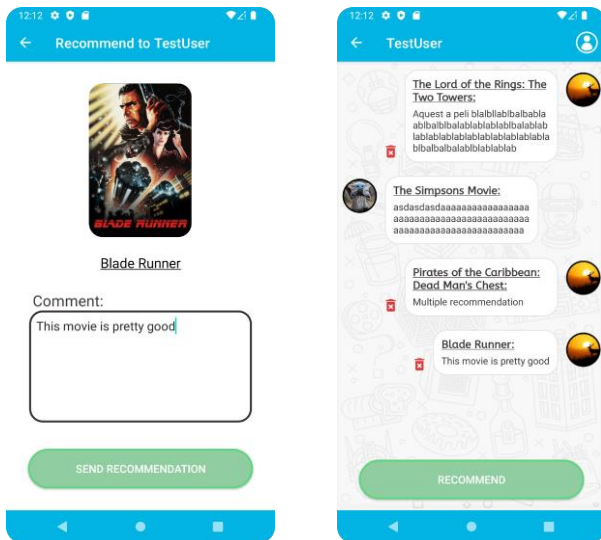 12:12
Recommend to TestUser
BLADE RUNNER
Blade Runner
Comment:
This movie is pretty good
SEND RECOMMENDATION
12:12
TestUser
The Lord of the Rings: The
Two Towers:
Aquest a peli blalbllablbalbabla
ablbalblbalablablablablbalablab
lablablablablablablablablablabla
blbalbalbalablblablablab
The Simpsons Movie:
asdasdasdaaaaaaaaaaaaaaaaa
aaaaaaaaaaaaaaaaaaaaaaaaaa
aaaaaaaaaaaaaaaaaaaaaaaaa
Pirates of the Caribbean:
Dead Man's Chest:
Multiple recommendation
Blade Runner:
This movie is pretty good
RECOMMEND